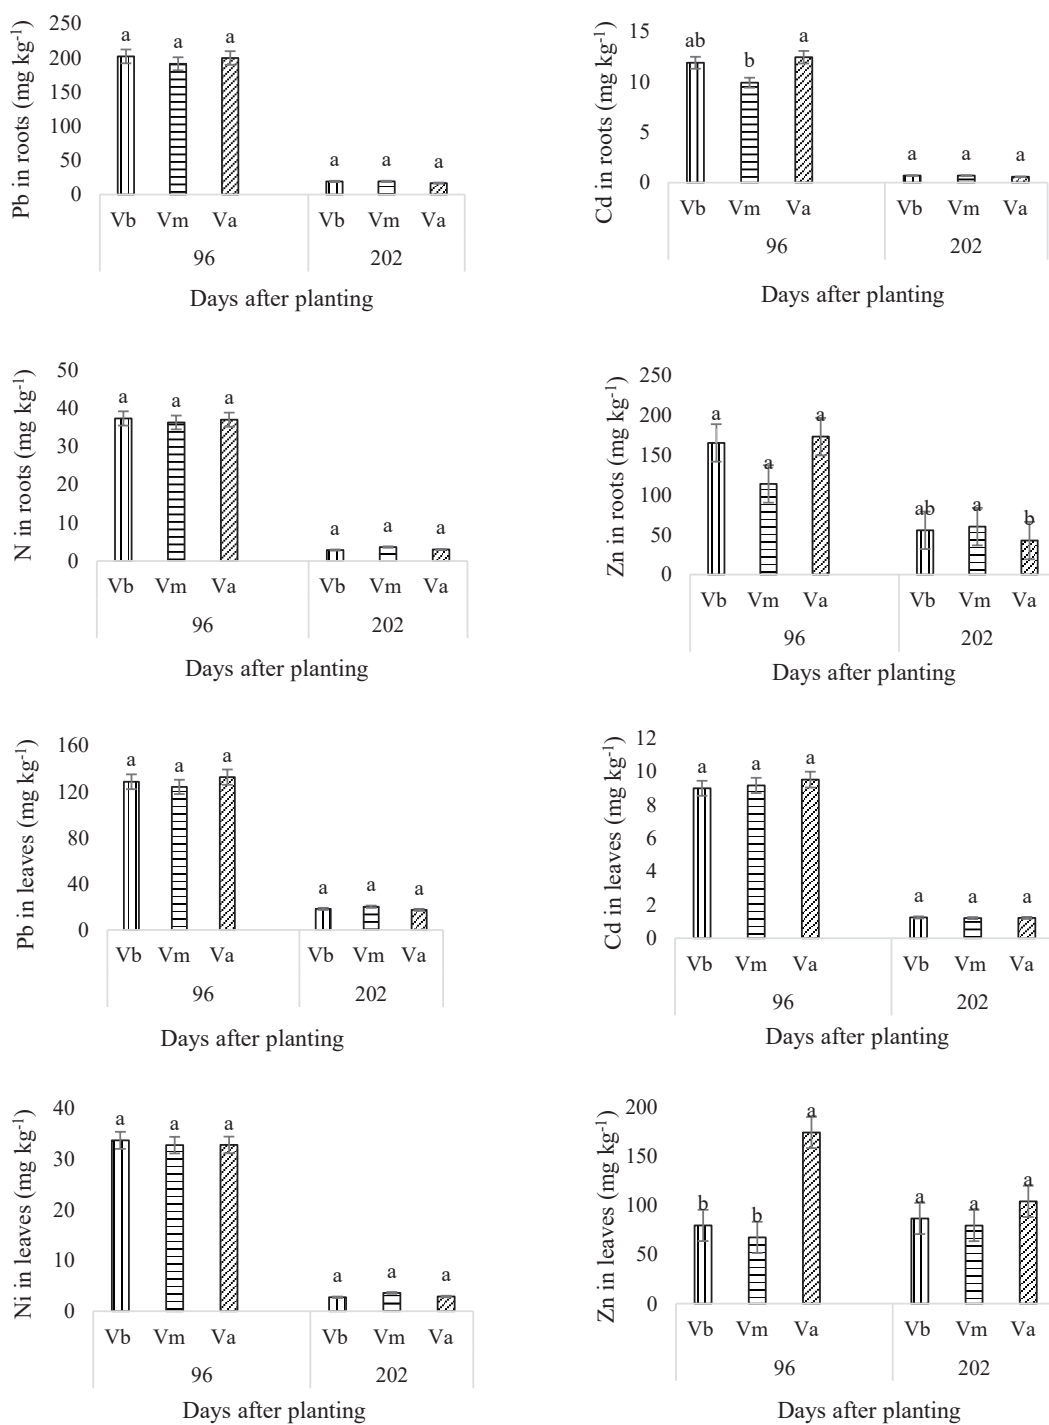 Pb in roots (mg kg-1)
250
200
150
100
50
0
a a a a a a
Vb Vm Va Vb Vm Va
96 202
Days after planting
Cd in roots (mg kg-1)
15
10
5
0
ab b a a a a
Vb Vm Va Vb Vm Va
96 202
Days after planting
N in roots (mg kg-1)
50
40
30
20
10
0
a a a a a a
Vb Vm Va Vb Vm Va
96 202
Days after planting
Zn in roots (mg kg-1)
250
200
150
100
50
0
a a a ab a b
Vb Vm Va Vb Vm Va
96 202
Days after planting
Pb in leaves (mg kg-1)
160
120
80
40
0
a a a a a a
Vb Vm Va Vb Vm Va
96 202
Days after planting
Cd in leaves (mg kg-1)
12
10
8
6
4
2
0
a a a a a a
Vb Vm Va Vb Vm Va
96 202
Days after planting
Ni in leaves (mg kg-1)
40
30
20
10
0
a a a a a a
Vb Vm Va Vb Vm Va
96 202
Days after planting
Zn in leaves (mg kg-1)
200
150
100
50
0
b b a a a a
Vb Vm Va Vb Vm Va
96 202
Days after planting